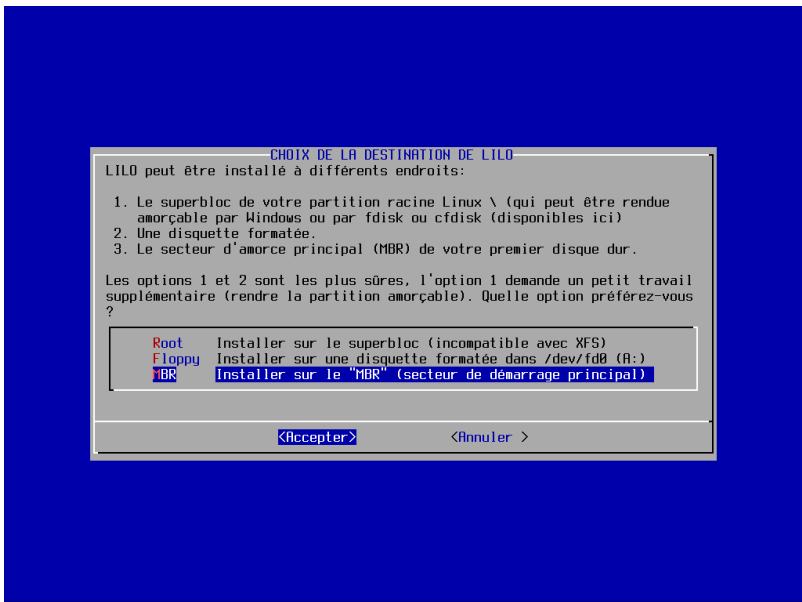 CHOIX DE LA DESTINATION DE LILO
LILO peut être installé à différents endroits:
1. Le superbloc de votre partition racine Linux \ (qui peut être rendue
amorçable par Windows ou par fdisk ou cfdisk (disponibles ici)
2. Une disquette formatée.
3. Le secteur d'amorce principal (MBR) de votre premier disque dur.
Les options 1 et 2 sont les plus sûres, l'option 1 demande un petit travail
supplémentaire (rendre la partition amorçable). Quelle option préférez-vous
?
Root Installer sur le superbloc (incompatible avec XFS)
Floppy Installer sur une disquette formatée dans /dev/fd0 (A:)
MBR Installer sur le "MBR" (secteur de démarrage principal)
<Accepter> <Annuler >